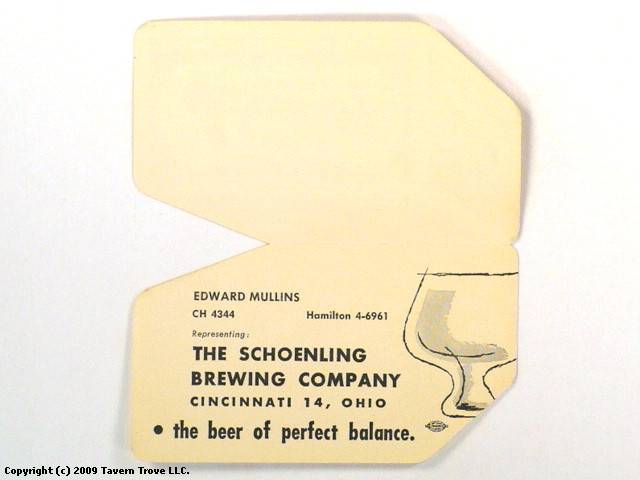 EDWARD MULLINS
CH 4344 Hamilton 4-6961
Representing:
THE SCHOENLING
BREWING COMPANY
CINCINNATI 14, OHIO
• the beer of perfect balance.
Copyright (c) 2009 Tavern Trove LLC.